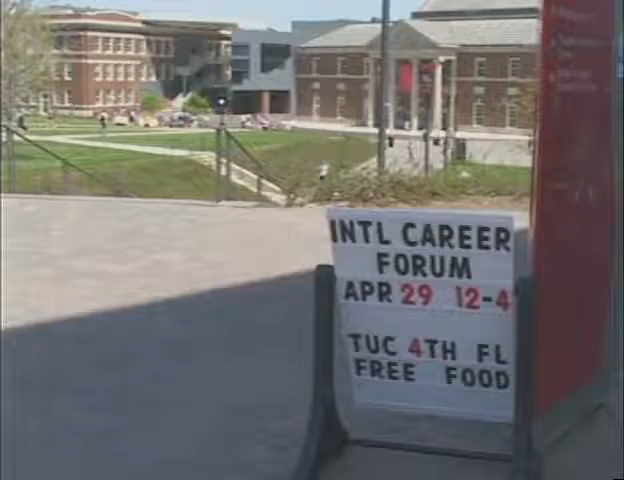 INTL CAREER
FORUM
APR 29 12-4
TUC 4TH FL
FREE FOOD